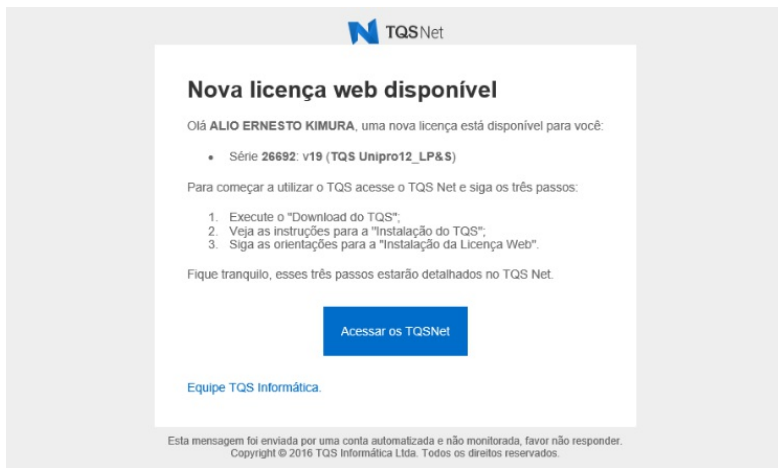 TQSNet
Nova licença web disponível
Olá ALIO ERNESTO KIMURA, uma nova licença está disponível para você:
• Série 26692: v19 (TQS Unipro12_LP&S)
Para começar a utilizar o TQS acesse o TQS Net e siga os três passos:
1. Execute o "Download do TQS";
2. Veja as instruções para a "Instalação do TQS";
3. Siga as orientações para a "Instalação da Licença Web".
Fique tranquilo, esses três passos estarão detalhados no TQS Net.
Acessar os TQSNet
Equipe TQS Informática.
Esta mensagem foi enviada por uma conta automatizada e não monitorada, favor não responder.
Copyright © 2016 TQS Informática Ltda. Todos os direitos reservados.